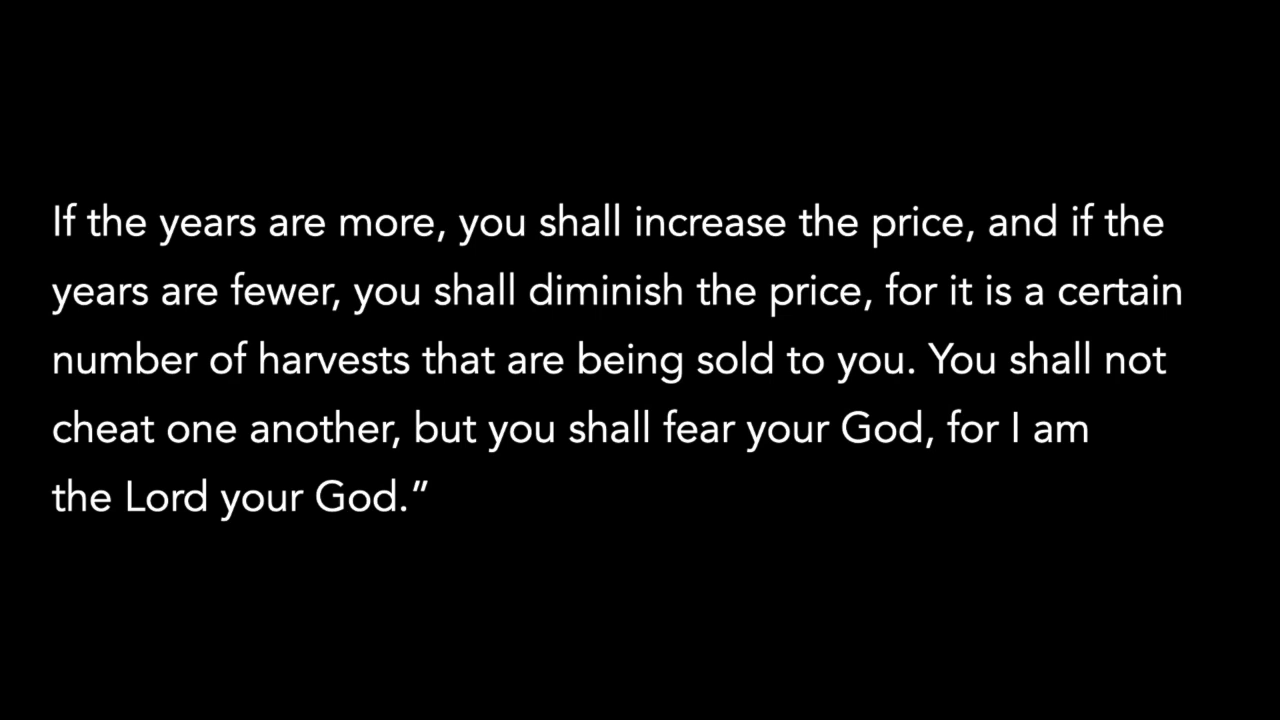 If the years are more, you shall increase the price, and if the
years are fewer, you shall diminish the price, for it is a certain
number of harvests that are being sold to you. You shall not
cheat one another, but you shall fear your God, for I am
the Lord your God.”